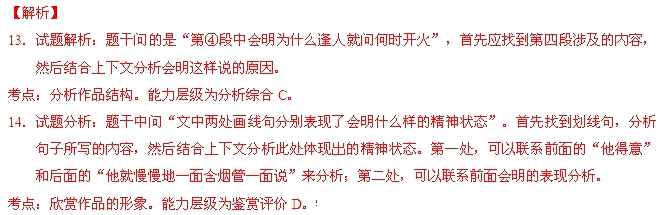 【解析】
13．试题解析：题干问的是“第④段中会明为什么逢人就问何时开火”，首先应找到第四段涉及的内容，
然后结合上下文分析会明这样说的原因。
考点：分析作品结构。能力层级为分析综合 C。
14．试题分析：题干中问“文中两处画线句分别表现了会明什么样的精神状态”。首先找到划线句，分析
句子所写的内容，然后结合上下文分析此处体现出的精神状态。第一处，可以联系前面的“他得意”
和后面的“他就慢慢地一面含烟管一面说”来分析；第二处，可以联系前面会明的表现分析。
考点：欣赏作品的形象。能力层级为鉴赏评价 D。